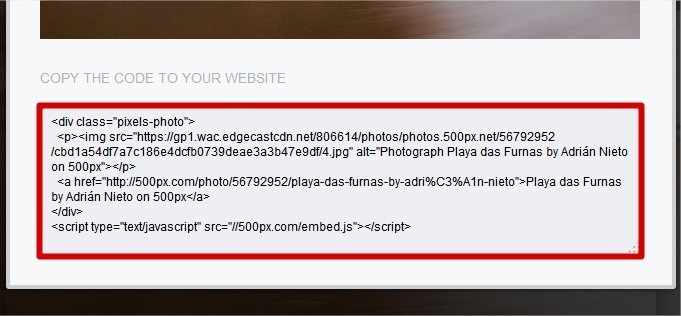 COPY THE CODE TO YOUR WEBSITE
<div class="pixels-photo">
<p><img src="https://gp1.wac.edgecastcdn.net/806614/photos/photos.500px.net/56792952
/cbd1a54df7a7c186e4dcfb0739deae3a3b47e9df/4.jpg" alt="Photograph Playa das Furnas by Adrián Nieto
on 500px"></p>
<a href="http://500px.com/photo/56792952/playa-das-furnas-by-adri%C3%A1n-nieto">Playa das Furnas
by Adrián Nieto on 500px</a>
</div>
<script type="text/javascript" src="//500px.com/embed.js"></script>